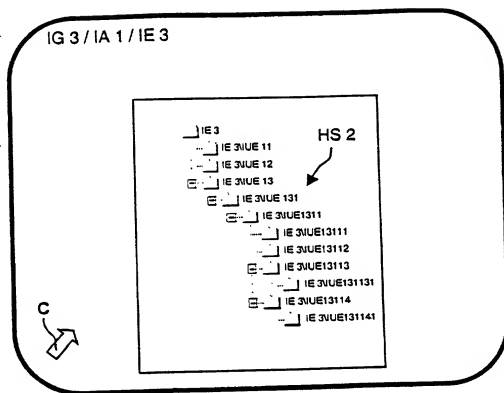 IG 3 / IA 1 / IE 3
IE 3
HS 2
IE 3\UE 11
IE 3\UE 12
IE 3\UE 13
IE 3\UE 131
IE 3\UE1311
IE 3\UE13111
IE 3\UE13112
IE 3\UE13113
IE 3\UE131131
IE 3\UE13114
IE 3\UE131141
C